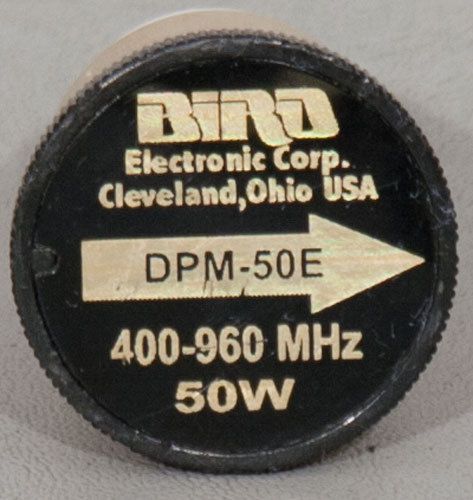 BIRD
Electronic Corp.
Cleveland,Ohio USA
DPM-50E
400-960 MHz
50W